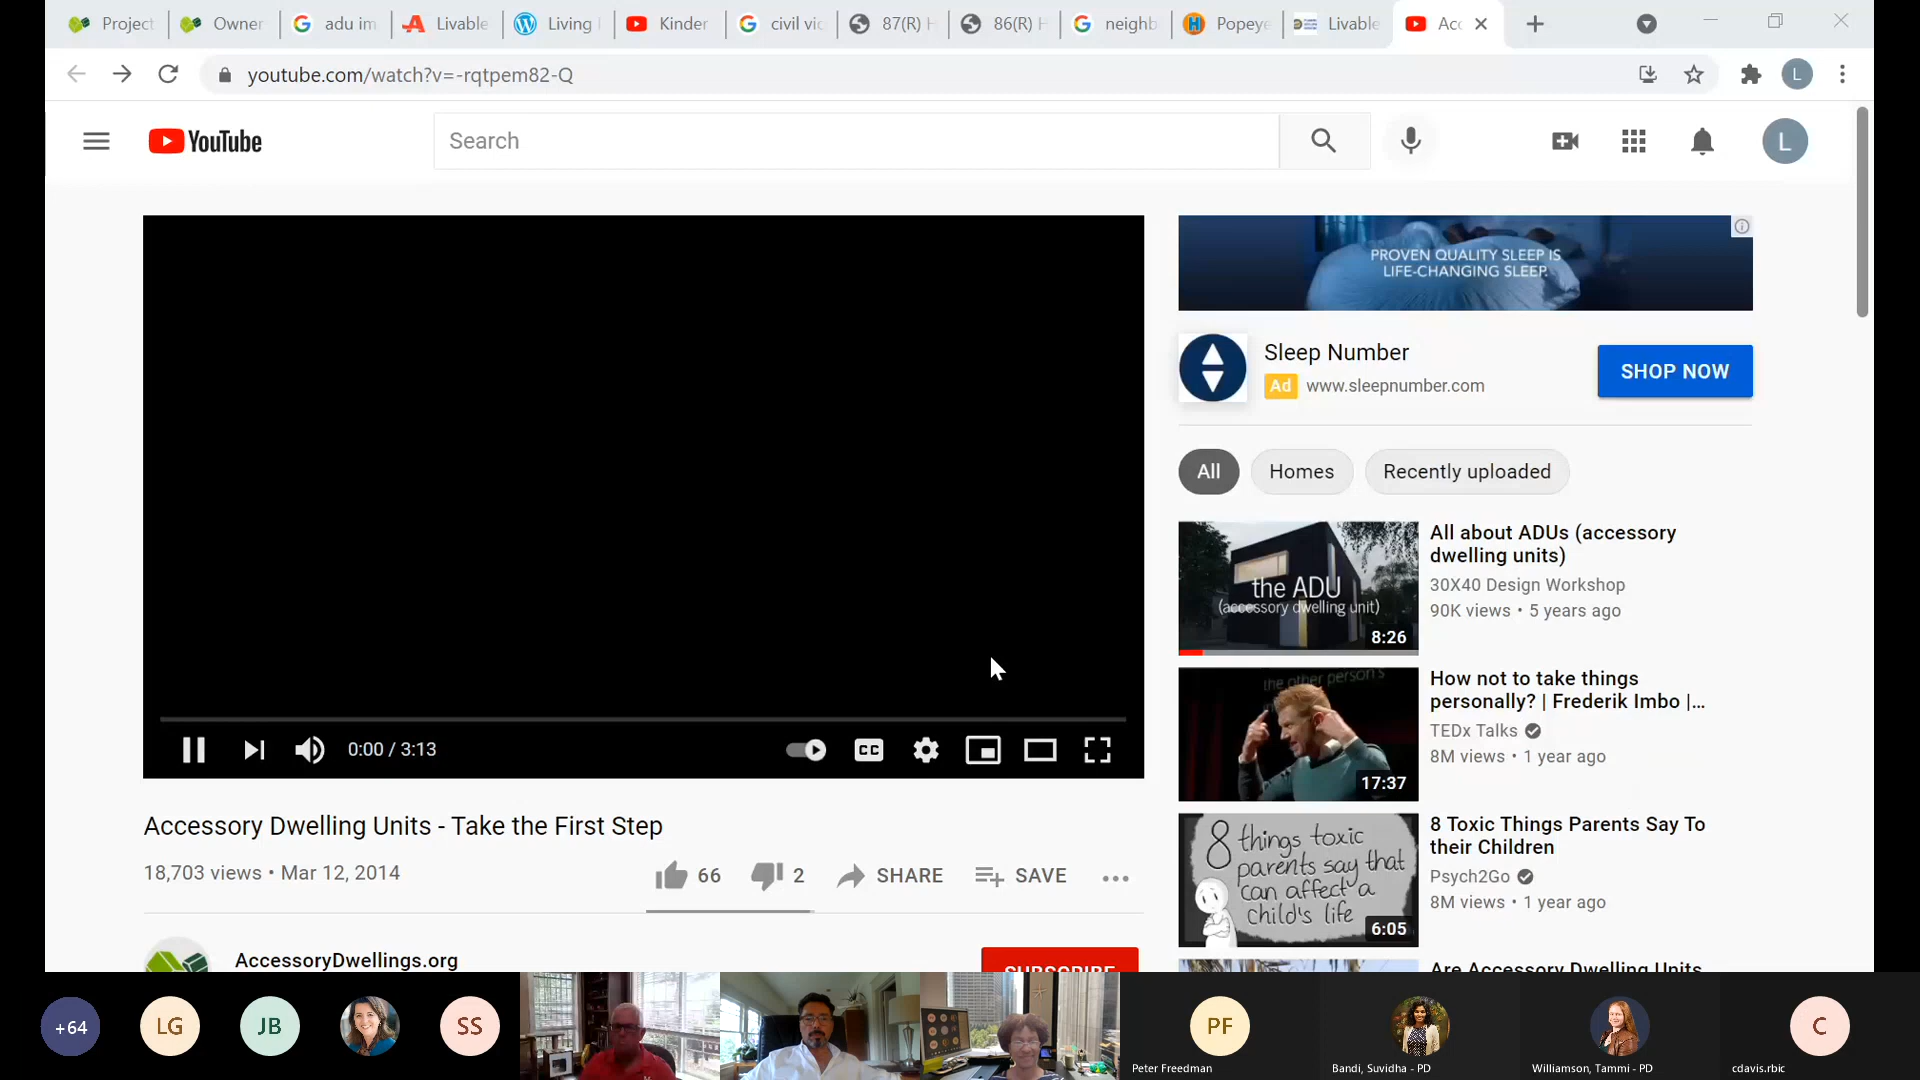 Project
Owner
adu im
Livable
Living
Kinder
civil vic
87(R) H
86(R) H
neighb
Popeye
Livable
Acc
youtube.com/watch?v=-rqtpem82-Q
L
YouTube
Search
L
PROVEN QUALITY SLEEP IS
LIFE-CHANGING SLEEP.
Sleep Number
Ad www.sleepnumber.com
SHOP NOW
All
Homes
Recently uploaded
the ADU
(accessory dwelling unit)
8:26
All about ADUs (accessory
dwelling units)
30X40 Design Workshop
90K views • 5 years ago
the other person's
17:37
How not to take things
personally? | Frederik Imbo |...
TEDx Talks
8M views • 1 year ago
0:00 / 3:13
CC
8 things toxic
parents say that
can affect a
child's life
6:05
8 Toxic Things Parents Say To
their Children
Psych2Go
8M views • 1 year ago
Accessory Dwelling Units - Take the First Step
18,703 views • Mar 12, 2014
66
2
SHARE
SAVE
AccessoryDwellings.org
SUBSCRIBE
Are Accessory Dwelling Units
+64
LG
JB
SS
PF
C
Peter Freedman
Bandi, Suvidha - PD
Williamson, Tammi - PD
cdavis.rbic